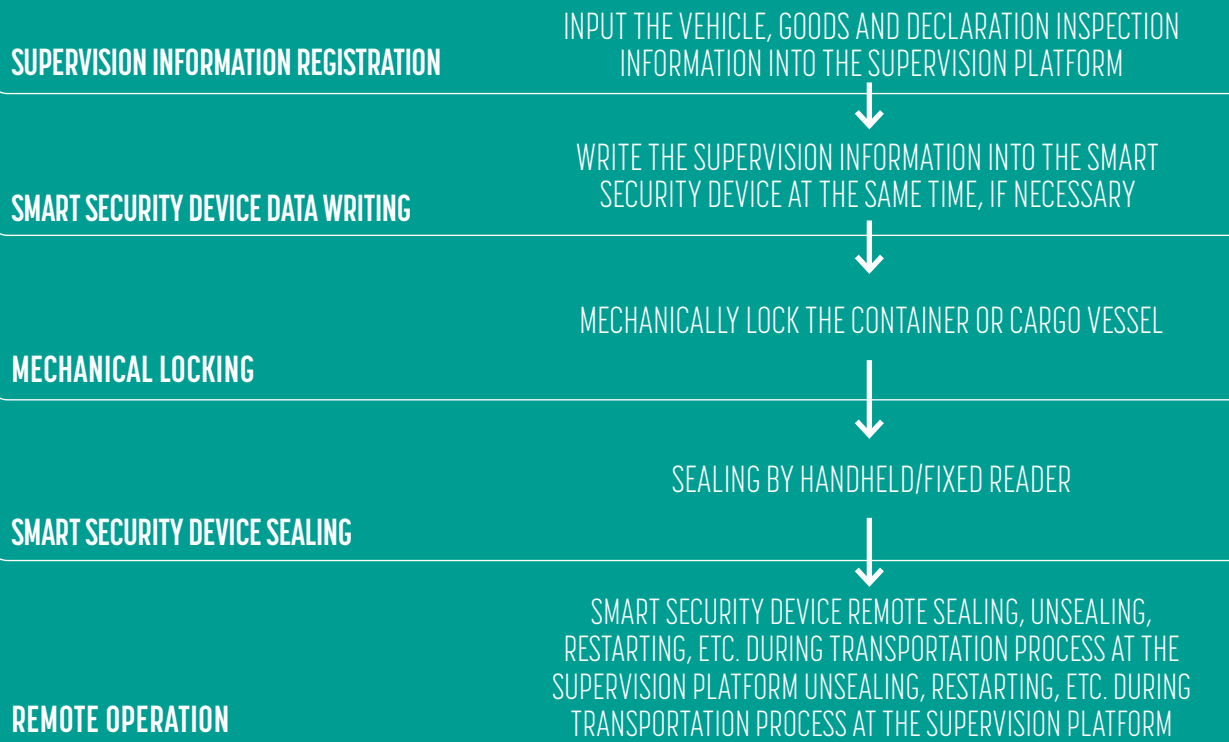 SUPERVISION INFORMATION REGISTRATION
INPUT THE VEHICLE, GOODS AND DECLARATION INSPECTION
INFORMATION INTO THE SUPERVISION PLATFORM
SMART SECURITY DEVICE DATA WRITING
WRITE THE SUPERVISION INFORMATION INTO THE SMART
SECURITY DEVICE AT THE SAME TIME, IF NECESSARY
MECHANICAL LOCKING
MECHANICALLY LOCK THE CONTAINER OR CARGO VESSEL
SMART SECURITY DEVICE SEALING
SEALING BY HANDHELD/FIXED READER
REMOTE OPERATION
SMART SECURITY DEVICE REMOTE SEALING, UNSEALING,
RESTARTING, ETC. DURING TRANSPORTATION PROCESS AT THE
SUPERVISION PLATFORM UNSEALING, RESTARTING, ETC. DURING
TRANSPORTATION PROCESS AT THE SUPERVISION PLATFORM